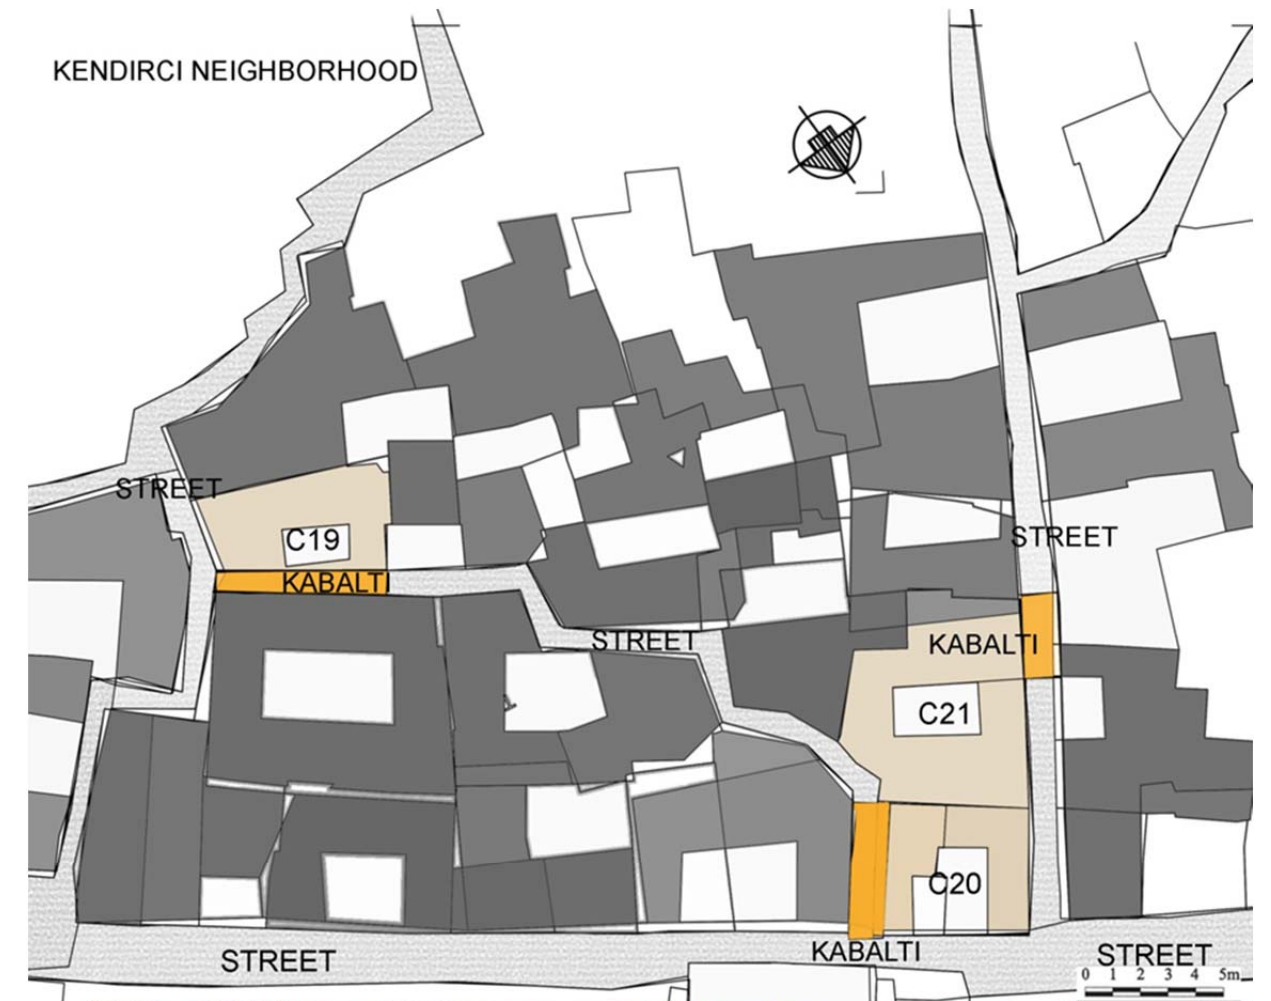 KENDIRCI NEIGHBORHOOD
STREET
STREET
C19
KABALTI
STREET
KABALTI
C21
C20
KABALTI
STREET
STREET
0 1 2 3 4 5m